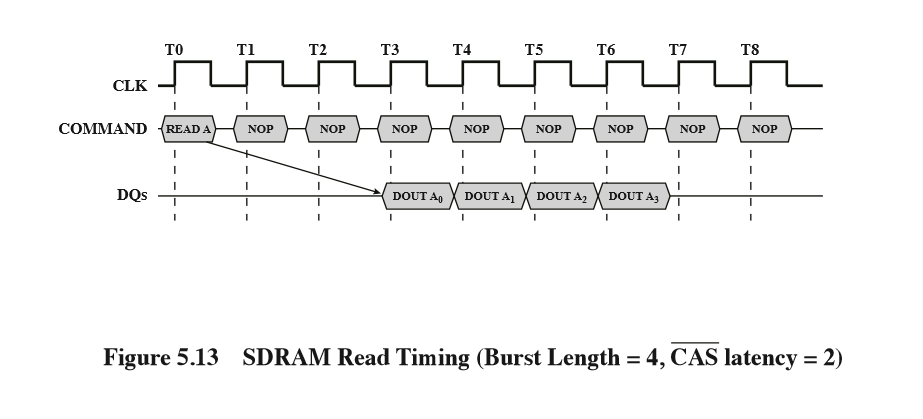 T0 T1 T2 T3 T4 T5 T6 T7 T8
CLK
COMMAND READ A NOP NOP NOP NOP NOP NOP NOP NOP
DQs DOUT A0 DOUT A1 DOUT A2 DOUT A3
Figure 5.13 SDRAM Read Timing (Burst Length = 4, C̅A̅S̅ latency = 2)